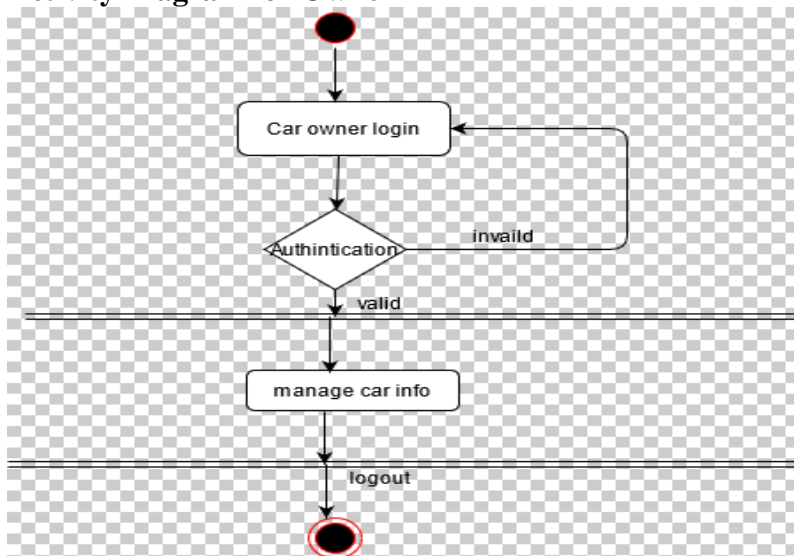 Car owner login
invaild
Authintication
valid
manage car info
logout